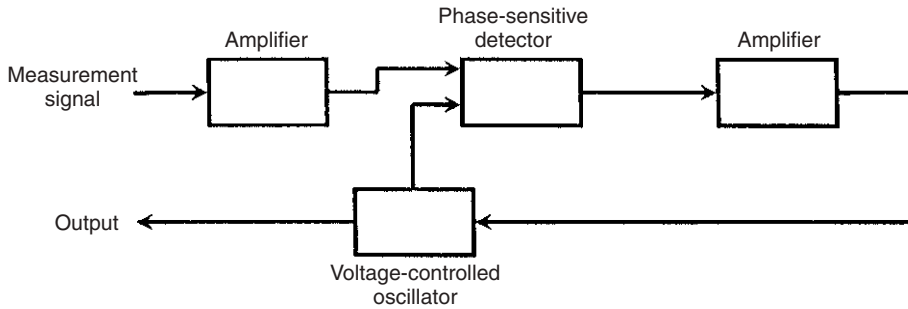 Phase-sensitive
detector
Amplifier
Amplifier
Measurement
signal
Output
Voltage-controlled
oscillator